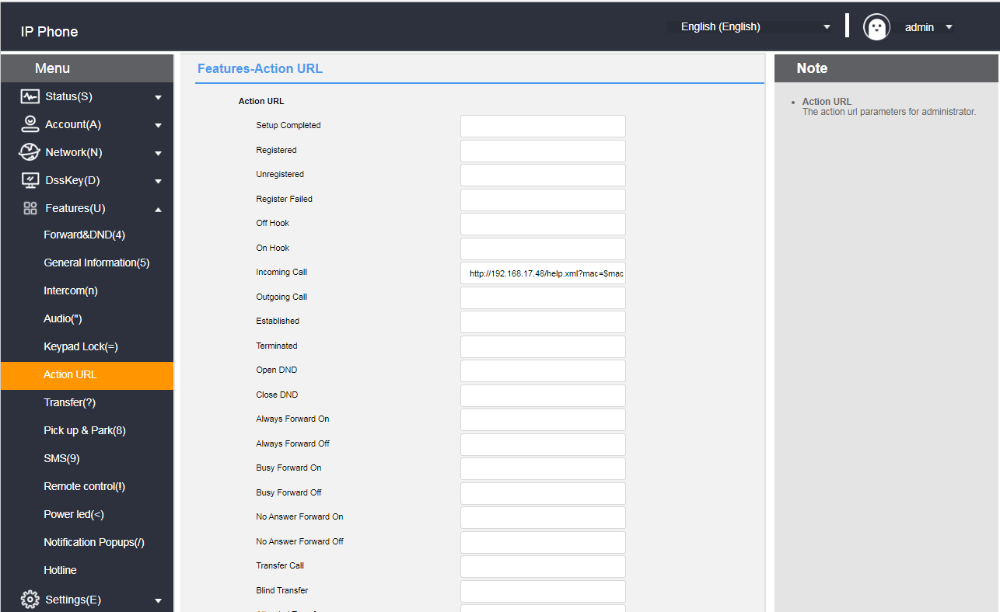 IP Phone
English (English)
admin
Menu
Status(S)
Account(A)
Network(N)
DssKey(D)
Features(U)
Forward&DND(4)
General Information(5)
Intercom(n)
Audio(")
Keypad Lock(=)
Action URL
Transfer(?)
Pick up & Park(8)
SMS(9)
Remote control(!)
Power led(<)
Notification Popups(/)
Hotline
Settings(E)
Features-Action URL
Action URL
Setup Completed
Registered
Unregistered
Register Failed
Off Hook
On Hook
Incoming Call http://192.168.17.48/help.xml?mac=$mac
Outgoing Call
Established
Terminated
Open DND
Close DND
Always Forward On
Always Forward Off
Busy Forward On
Busy Forward Off
No Answer Forward On
No Answer Forward Off
Transfer Call
Blind Transfer
Note
Action URL
The action url parameters for administrator.